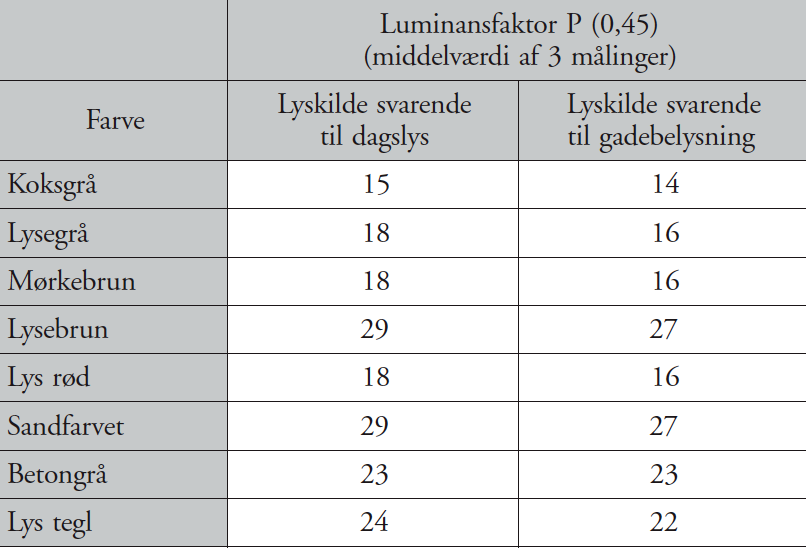 Luminansfaktor P (0,45)
(middelværdi af 3 målinger)
Farve
Lyskilde svarende
til dagslys
Lyskilde svarende
til gadebelysning
Koksgrå 15 14
Lysegrå 18 16
Mørkebrun 18 16
Lysebrun 29 27
Lys rød 18 16
Sandfarvet 29 27
Betongrå 23 23
Lys tegl 24 22